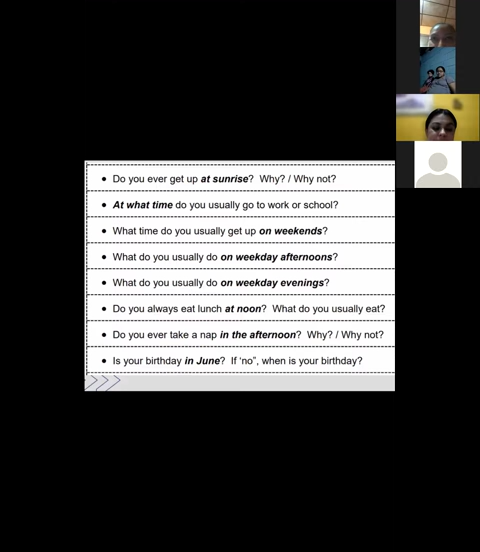 • Do you ever get up at sunrise? Why? / Why not?
• At what time do you usually go to work or school?
• What time do you usually get up on weekends?
• What do you usually do on weekday afternoons?
• What do you usually do on weekday evenings?
• Do you always eat lunch at noon? What do you usually eat?
• Do you ever take a nap in the afternoon? Why? / Why not?
• Is your birthday in June? If 'no", when is your birthday?